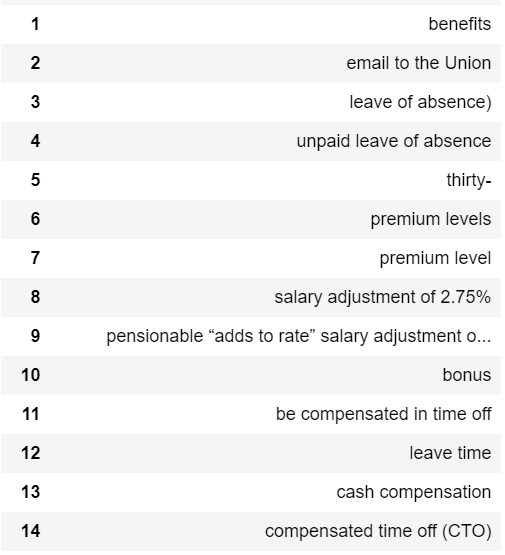 1 benefits
2 email to the Union
3 leave of absence)
4 unpaid leave of absence
5 thirty-
6 premium levels
7 premium level
8 salary adjustment of 2.75%
9 pensionable “adds to rate” salary adjustment o...
10 bonus
11 be compensated in time off
12 leave time
13 cash compensation
14 compensated time off (CTO)